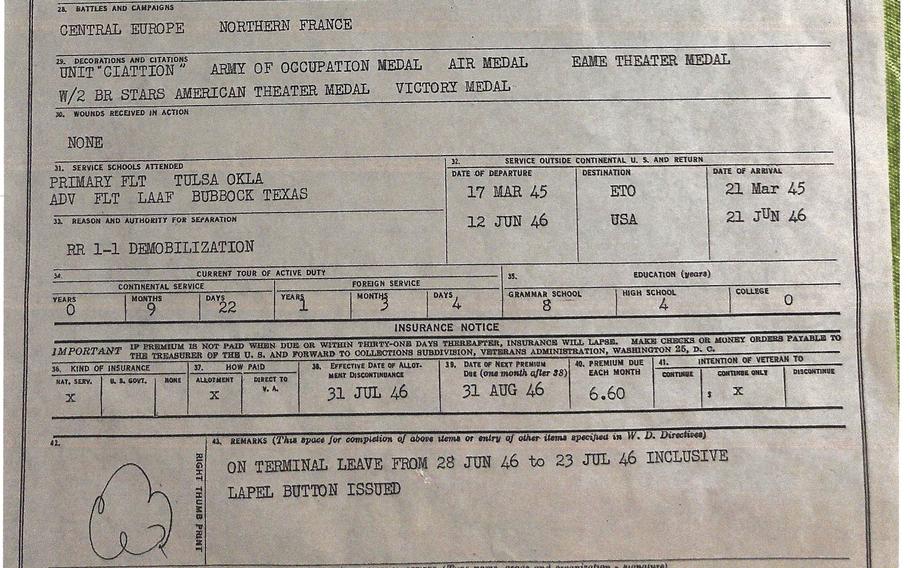 28. BATTLES AND CAMPAIGNS
CENTRAL EUROPE NORTHERN FRANCE
29. DECORATIONS AND CITATIONS
UNIT "CIATTION" ARMY OF OCCUPATION MEDAL AIR MEDAL EAME THEATER MEDAL
W/2 BR STARS AMERICAN THEATER MEDAL VICTORY MEDAL
30. WOUNDS RECEIVED IN ACTION
NONE
31. SERVICE SCHOOLS ATTENDED
PRIMARY FLT TULSA OKLA
ADV FLT LAAF BUBBOCK TEXAS
32. SERVICE OUTSIDE CONTINENTAL U. S. AND RETURN
DATE OF DEPARTURE DESTINATION DATE OF ARRIVAL
17 MAR 45 ETO 21 Mar 45
12 JUN 46 USA 21 JUN 46
33. REASON AND AUTHORITY FOR SEPARATION
RR 1-1 DEMOBILIZATION
34. CURRENT TOUR OF ACTIVE DUTY
CONTINENTAL SERVICE FOREIGN SERVICE
YEARS MONTHS DAYS YEARS MONTHS DAYS
0 9 22 1 3 4
35. EDUCATION (years)
GRAMMAR SCHOOL HIGH SCHOOL COLLEGE
8 4 0
INSURANCE NOTICE
IMPORTANT IF PREMIUM IS NOT PAID WHEN DUE OR WITHIN THIRTY-ONE DAYS THEREAFTER, INSURANCE WILL LAPSE. MAKE CHECKS OR MONEY ORDERS PAYABLE TO
THE TREASURER OF THE U. S. AND FORWARD TO COLLECTIONS SUBDIVISION, VETERANS ADMINISTRATION, WASHINGTON 25, D. C.
36. KIND OF INSURANCE
NAT. SERV. U. S. GOVT. NONE
X
37. HOW PAID
ALLOTMENT DIRECT TO
V. A.
X
38. EFFECTIVE DATE OF ALLOT-
MENT DISCONTINUANCE
31 JUL 46
39. DATE OF NEXT PREMIUM
DUE (one month after 38)
31 AUG 46
40. PREMIUM DUE
EACH MONTH
6.60
41. INTENTION OF VETERAN TO
CONTINUE CONTINUE ONLY DISCONTINUE
$ X
42.
RIGHT THUMB PRINT
43. REMARKS (This space for completion of above items or entry of other items specified in W. D. Directives)
ON TERMINAL LEAVE FROM 28 JUN 46 to 23 JUL 46 INCLUSIVE
LAPEL BUTTON ISSUED